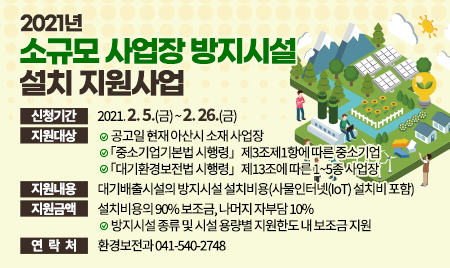 2021년
소규모 사업장 방지시설
설치 지원사업
신청기간 2021. 2. 5.(금) ~ 2. 26.(금)
지원대상 공고일 현재 아산시 소재 사업장
「중소기업기본법 시행령」 제3조제1항에 따른 중소기업
「대기환경보전법 시행령」 제13조에 따른 1~5종 사업장
지원내용 대기배출시설의 방지시설 설치비용(사물인터넷(IoT) 설치비 포함)
지원금액 설치비용의 90% 보조금, 나머지 자부담 10%
방지시설 종류 및 시설 용량별 지원한도 내 보조금 지원
연 락 처 환경보전과 041-540-2748